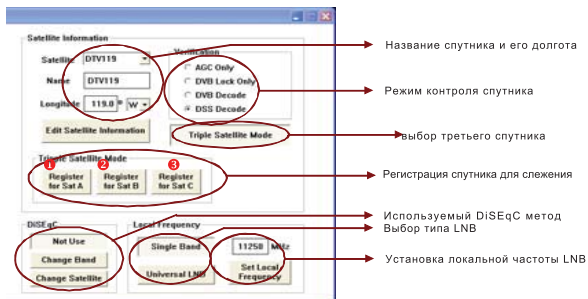 Satellite Information
Satellite DTV119
Name DTV119
Longitude 119.0 ° W
Edit Satellite Information
Verification
AGC Only
DVB Lock Only
DVB Decode
DSS Decode
Triple Satellite Mode
Tripple Satellite Mode
1 2 3
Register for Sat A
Register for Sat B
Register for Sat C
DiSEqC
Not Use
Change Band
Change Satellite
Local Frequency
Single Band
11250 MHz
Universal LNB
Set Local Frequency
Название спутника и его долгота
Режим контроля спутника
выбор третьего спутника
Регистрация спутника для слежения
Используемый DiSEqC метод
Выбор типа LNB
Установка локальной частоты LNB